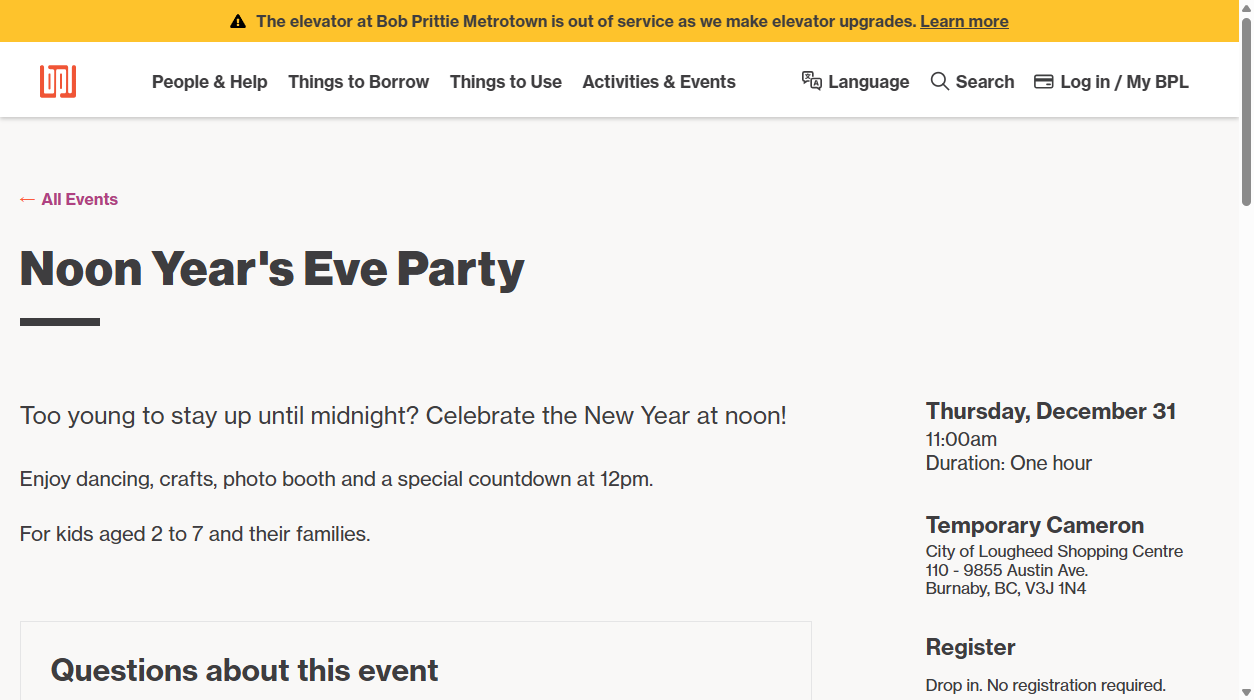 The elevator at Bob Prittie Metrotown is out of service as we make elevator upgrades. Learn more
People & Help Things to Borrow Things to Use Activities & Events Language Search Log in / My BPL
← All Events
Noon Year's Eve Party
Too young to stay up until midnight? Celebrate the New Year at noon!
Enjoy dancing, crafts, photo booth and a special countdown at 12pm.
For kids aged 2 to 7 and their families.
Questions about this event
Thursday, December 31
11:00am
Duration: One hour
Temporary Cameron
City of Lougheed Shopping Centre
110 - 9855 Austin Ave.
Burnaby, BC, V3J 1N4
Register
Drop in. No registration required.